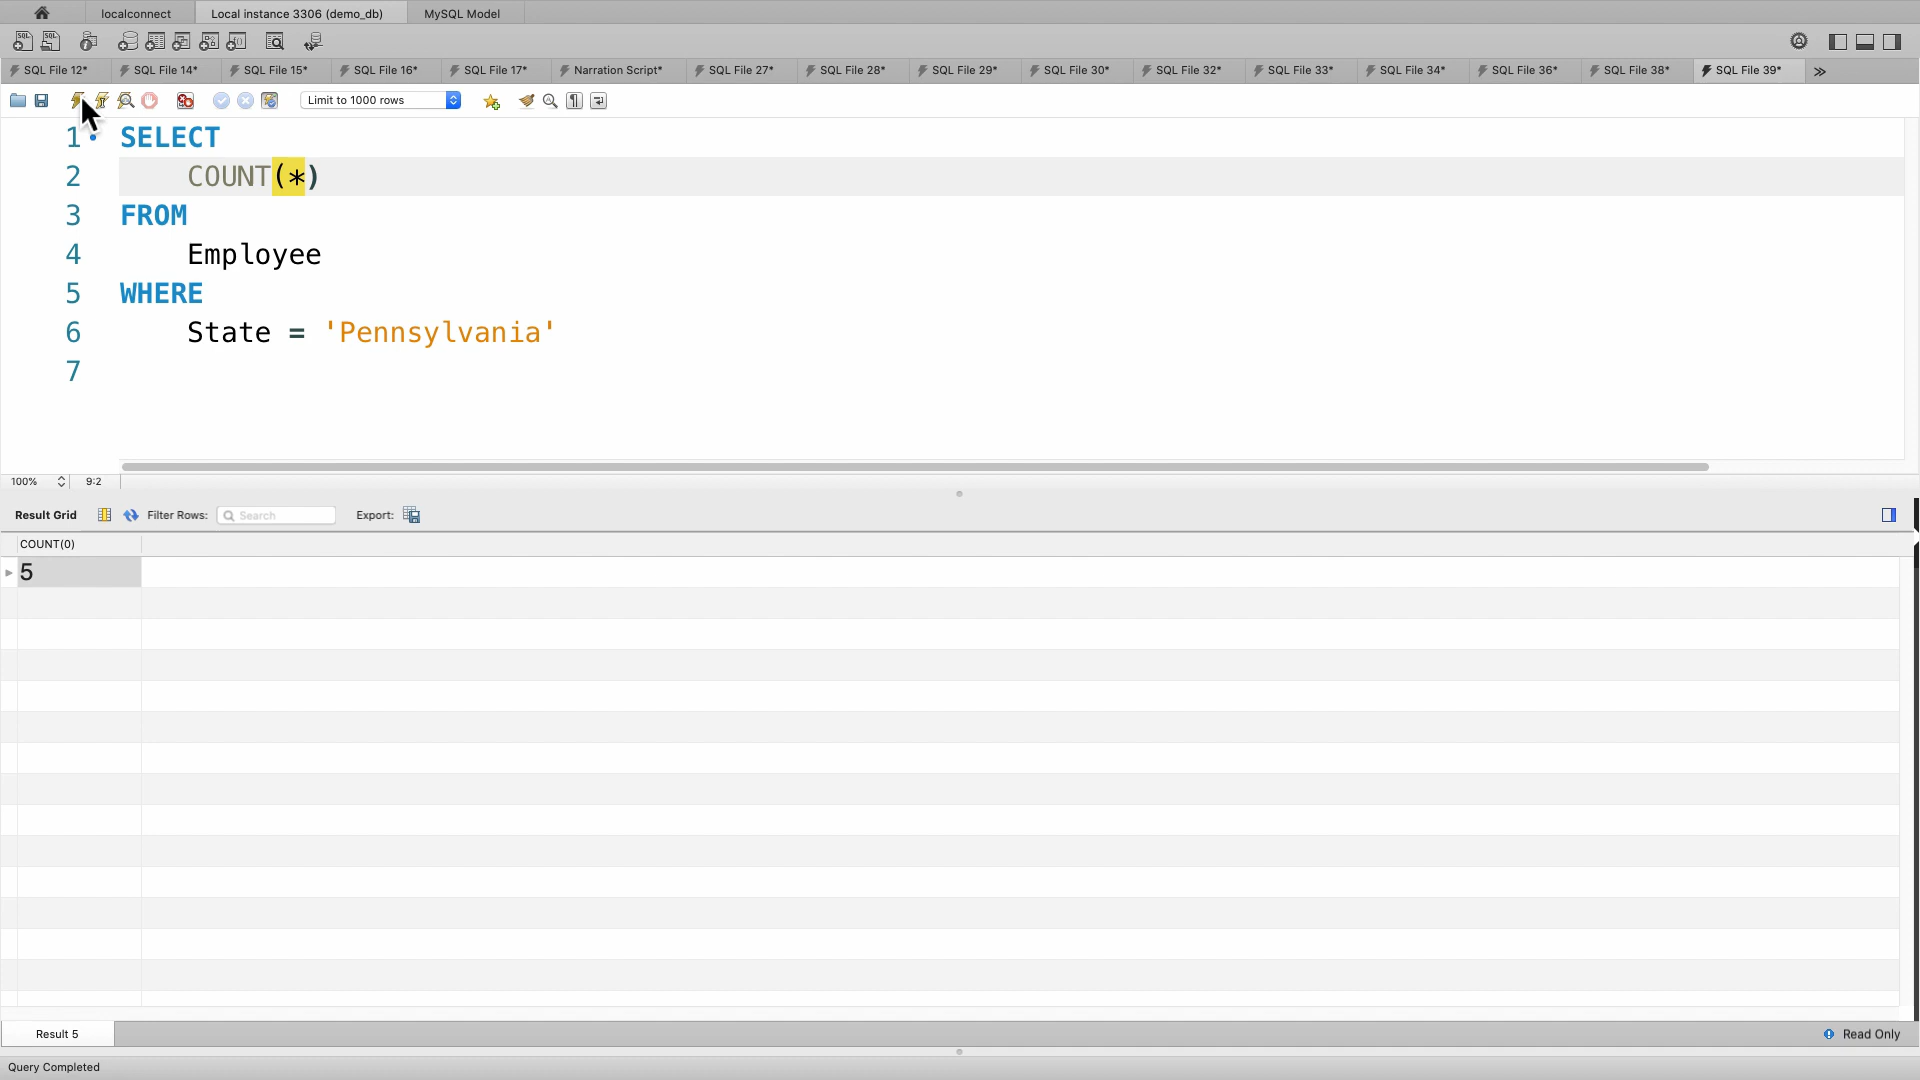 localconnect Local instance 3306 (demo_db) MySQL Model
SQL File 12* SQL File 14* SQL File 15* SQL File 16* SQL File 17* Narration Script* SQL File 27* SQL File 28* SQL File 29* SQL File 30* SQL File 32* SQL File 33* SQL File 34* SQL File 36* SQL File 38* SQL File 39*
Limit to 1000 rows
1 SELECT
2 COUNT(*)
3 FROM
4 Employee
5 WHERE
6 State = 'Pennsylvania'
7
100% 9:2
Result Grid Filter Rows: Search Export:
COUNT(0)
5
Result 5 Read Only
Query Completed